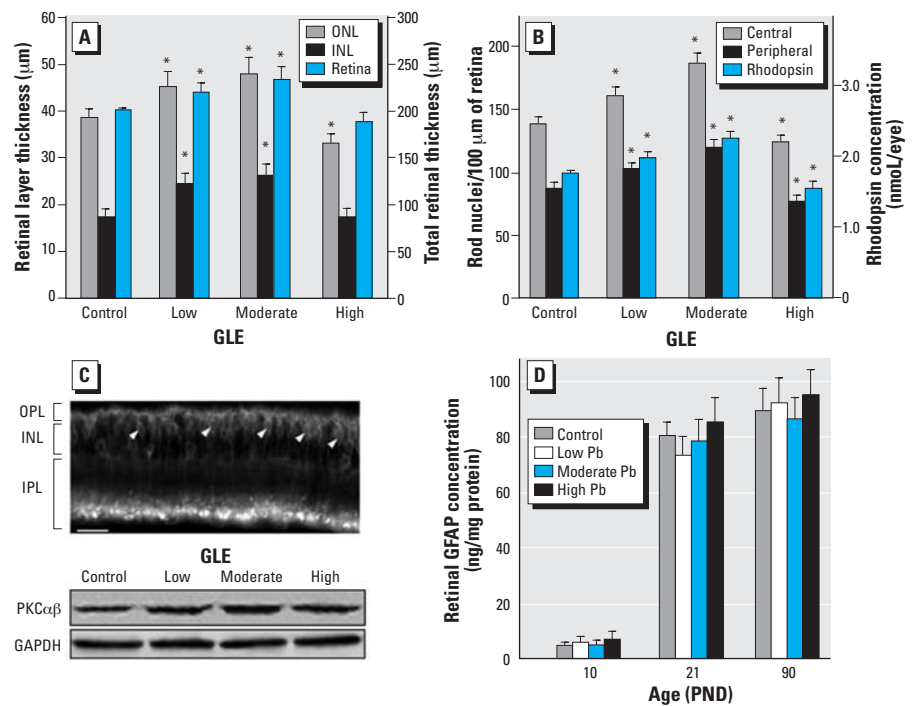 A
ONL
INL
Retina
Retinal layer thickness (μm)
60
50
40
30
20
10
0
Total retinal thickness (μm)
300
250
200
150
100
50
0
* * * * * * *
Control Low Moderate High
GLE
B
Central
Peripheral
Rhodopsin
Rod nuclei/100 μm of retina
200
150
100
50
0
Rhodopsin concentration
(nmol/eye)
3.0
2.0
1.0
0
* * * * * * * * *
Control Low Moderate High
GLE
C
OPL
INL
IPL
GLE
Control Low Moderate High
PKCαβ
GAPDH
D
Control
Low Pb
Moderate Pb
High Pb
Retinal GFAP concentration
(ng/mg protein)
100
80
60
40
20
0
10 21 90
Age (PND)